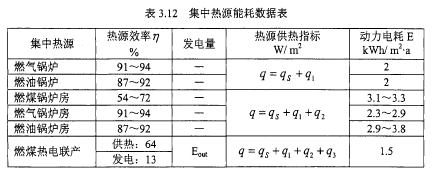 表 3.12 集中热源能耗数据表
集中热源 热源效率η % 发电量 热源供热指标 W/m² 动力电耗 E kWh/m²·a
燃气锅炉 91~94 — q = qS + q1 2
燃油锅炉 87~92 — 2
燃煤锅炉房 54~72 — q = qS + q1 + q2 3.1~3.3
燃气锅炉房 91~94 — 2.3~2.9
燃油锅炉房 87~92 — 2.9~3.8
燃煤热电联产 供热：64 Eout q = qS + q1 + q2 + q3 1.5
发电：13